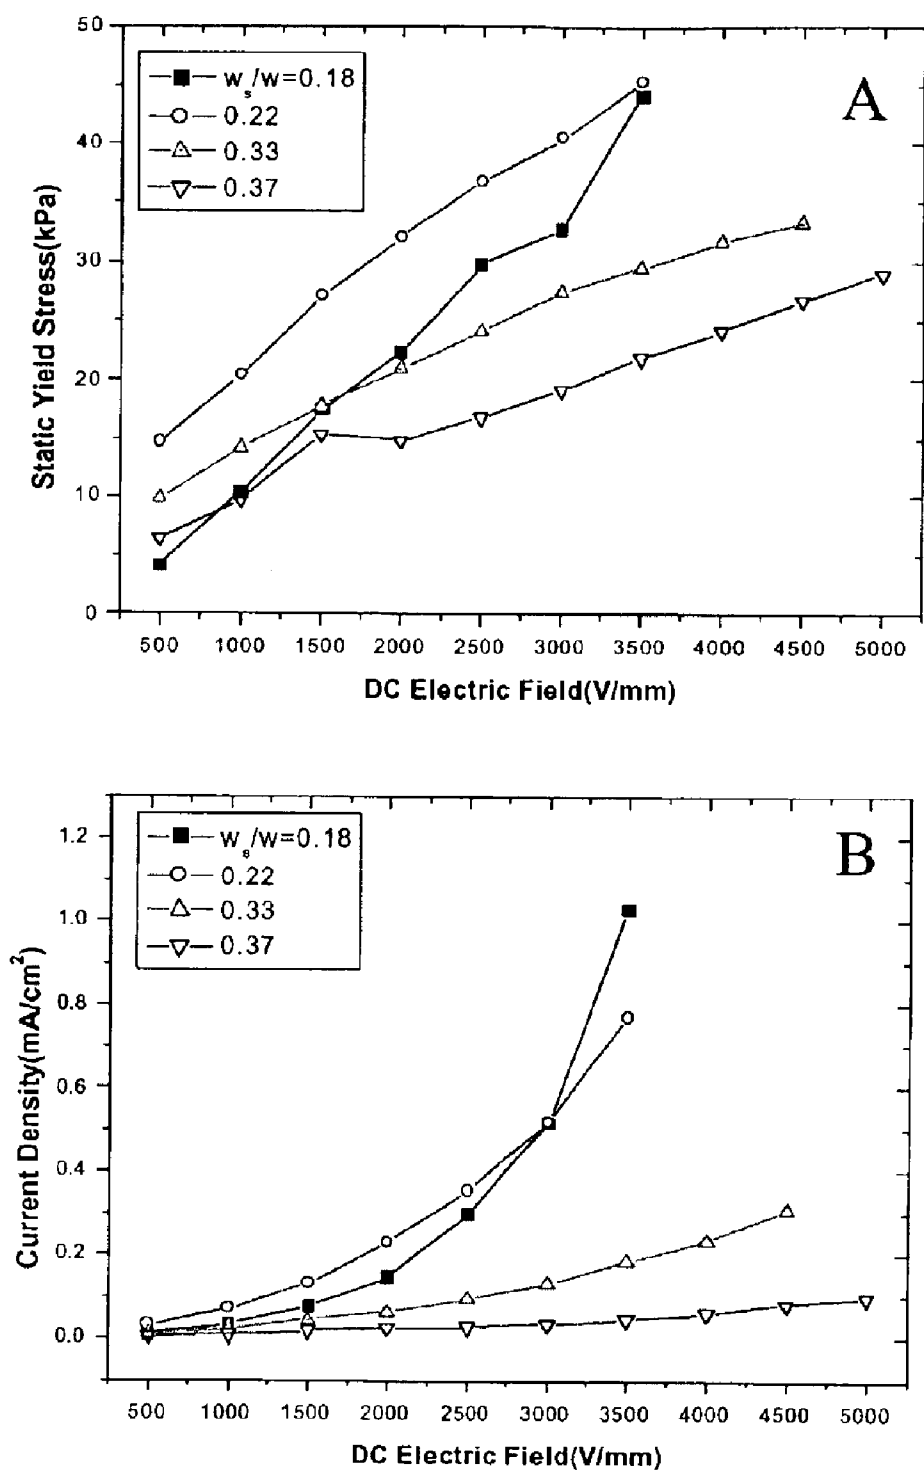 50
40
30
20
10
0
Static Yield Stress(kPa)
w_s/w=0.18
0.22
0.33
0.37
A
500 1000 1500 2000 2500 3000 3500 4000 4500 5000
DC Electric Field(V/mm)
1.2
1.0
0.8
0.6
0.4
0.2
0.0
Current Density(mA/cm²)
w_s/w=0.18
0.22
0.33
0.37
B
500 1000 1500 2000 2500 3000 3500 4000 4500 5000
DC Electric Field(V/mm)